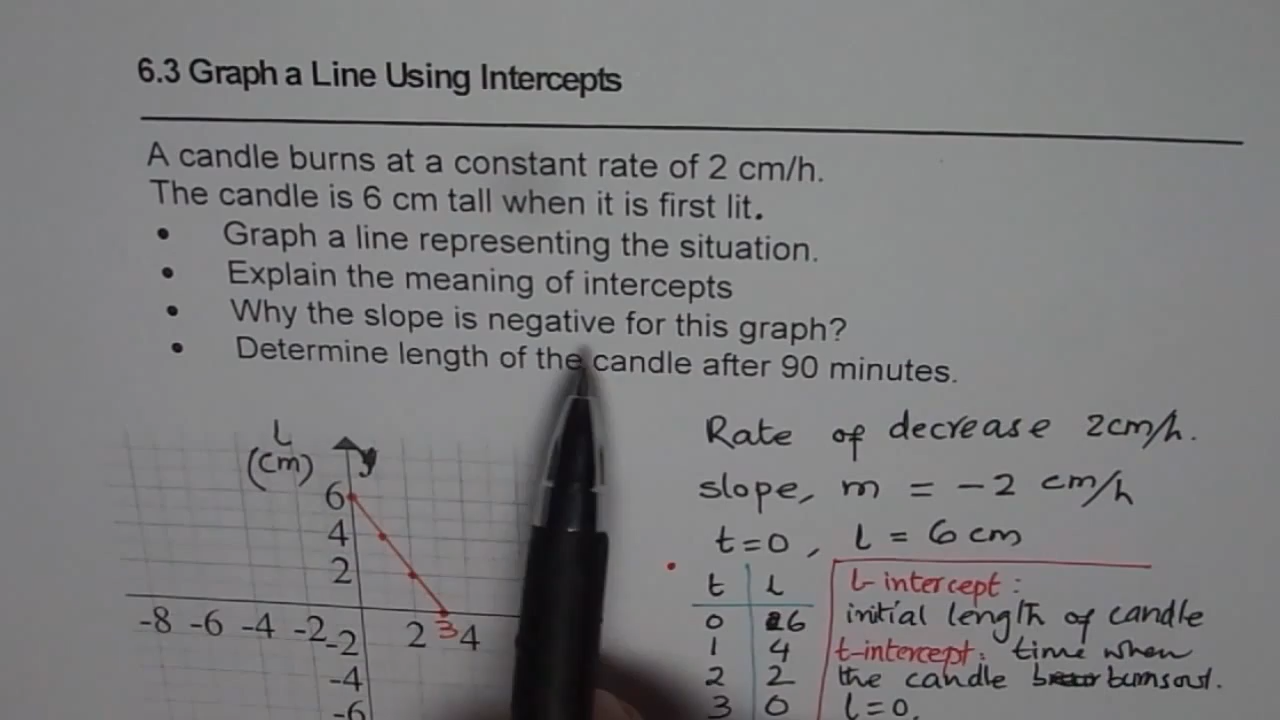 6.3 Graph a Line Using Intercepts
A candle burns at a constant rate of 2 cm/h.
The candle is 6 cm tall when it is first lit.
• Graph a line representing the situation.
• Explain the meaning of intercepts
• Why the slope is negative for this graph?
• Determine length of the candle after 90 minutes.
Rate of decrease 2cm/h.
slope, m = -2 cm/h
t=0, l = 6cm
L
(cm)
y
6
4
2
-8 -6 -4 -2 2 3 4
-2
-4
-6
t l
0 6
1 4
2 2
3 0
l-intercept:
initial length of candle
t-intercept: time when
the candle burns out.
l=0.